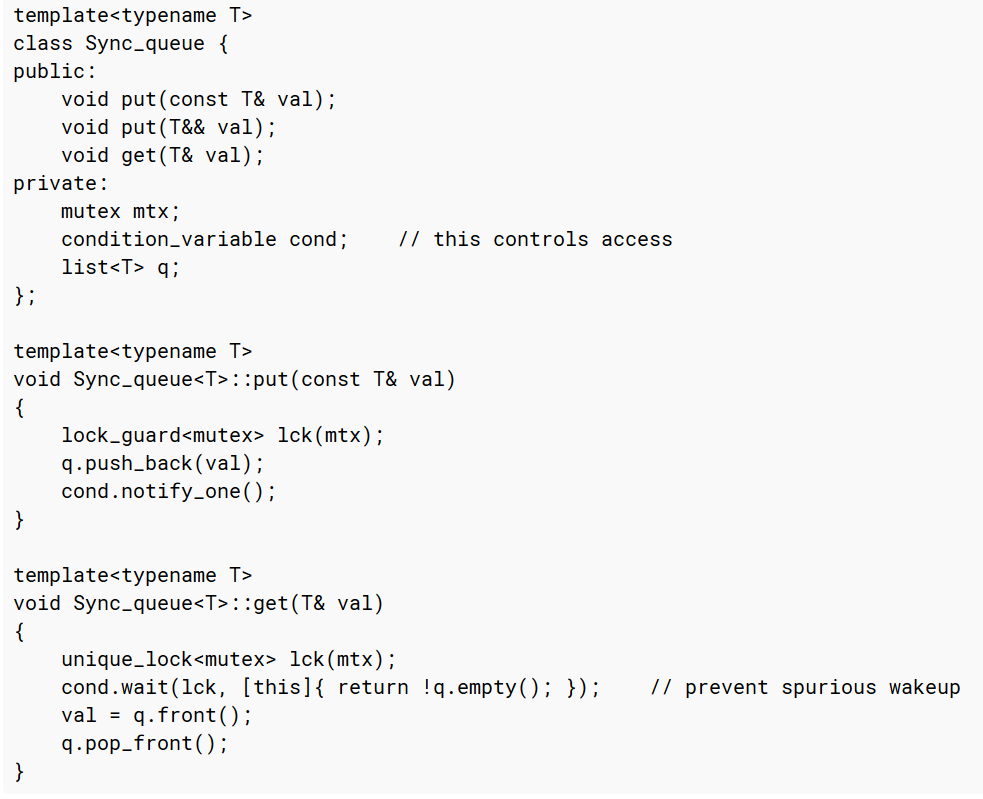 template<typename T>
class Sync_queue {
public:
    void put(const T& val);
    void put(T&& val);
    void get(T& val);
private:
    mutex mtx;
    condition_variable cond;    // this controls access
    list<T> q;
};

template<typename T>
void Sync_queue<T>::put(const T& val)
{
    lock_guard<mutex> lck(mtx);
    q.push_back(val);
    cond.notify_one();
}

template<typename T>
void Sync_queue<T>::get(T& val)
{
    unique_lock<mutex> lck(mtx);
    cond.wait(lck, [this]{ return !q.empty(); });    // prevent spurious wakeup
    val = q.front();
    q.pop_front();
}